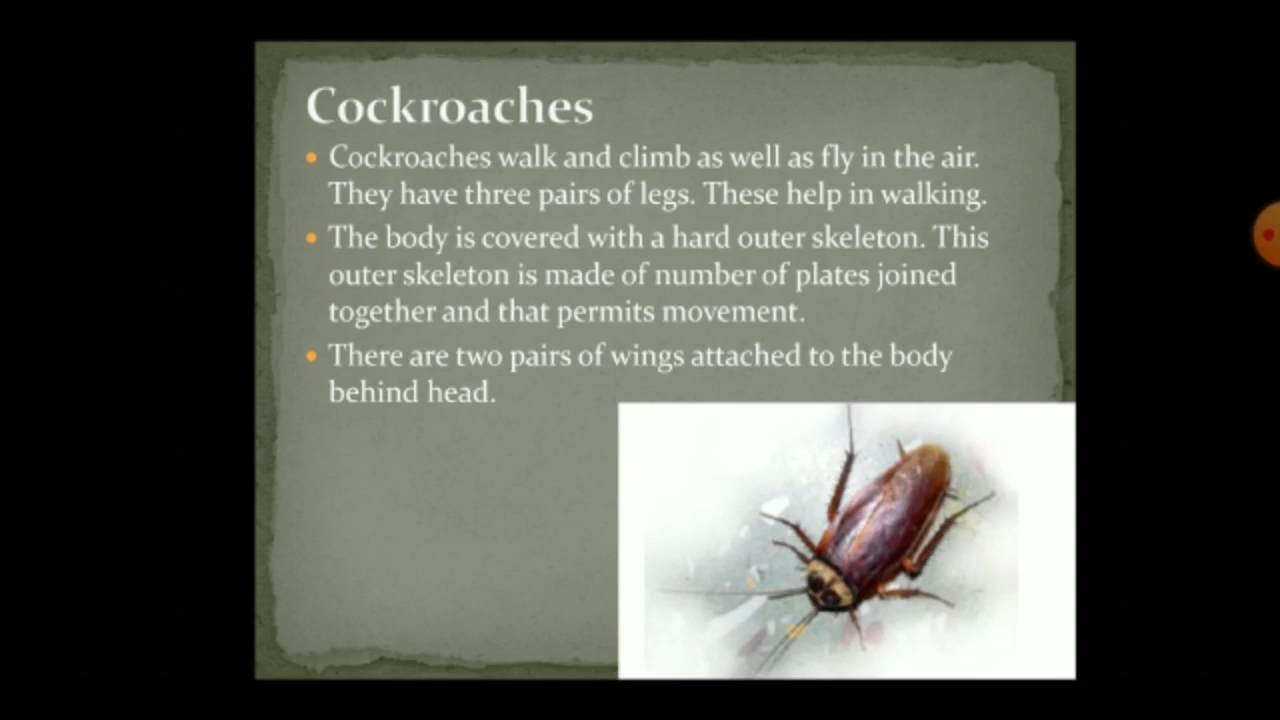 Cockroaches
Cockroaches walk and climb as well as fly in the air.
They have three pairs of legs. These help in walking.
The body is covered with a hard outer skeleton. This
outer skeleton is made of number of plates joined
together and that permits movement.
There are two pairs of wings attached to the body
behind head.